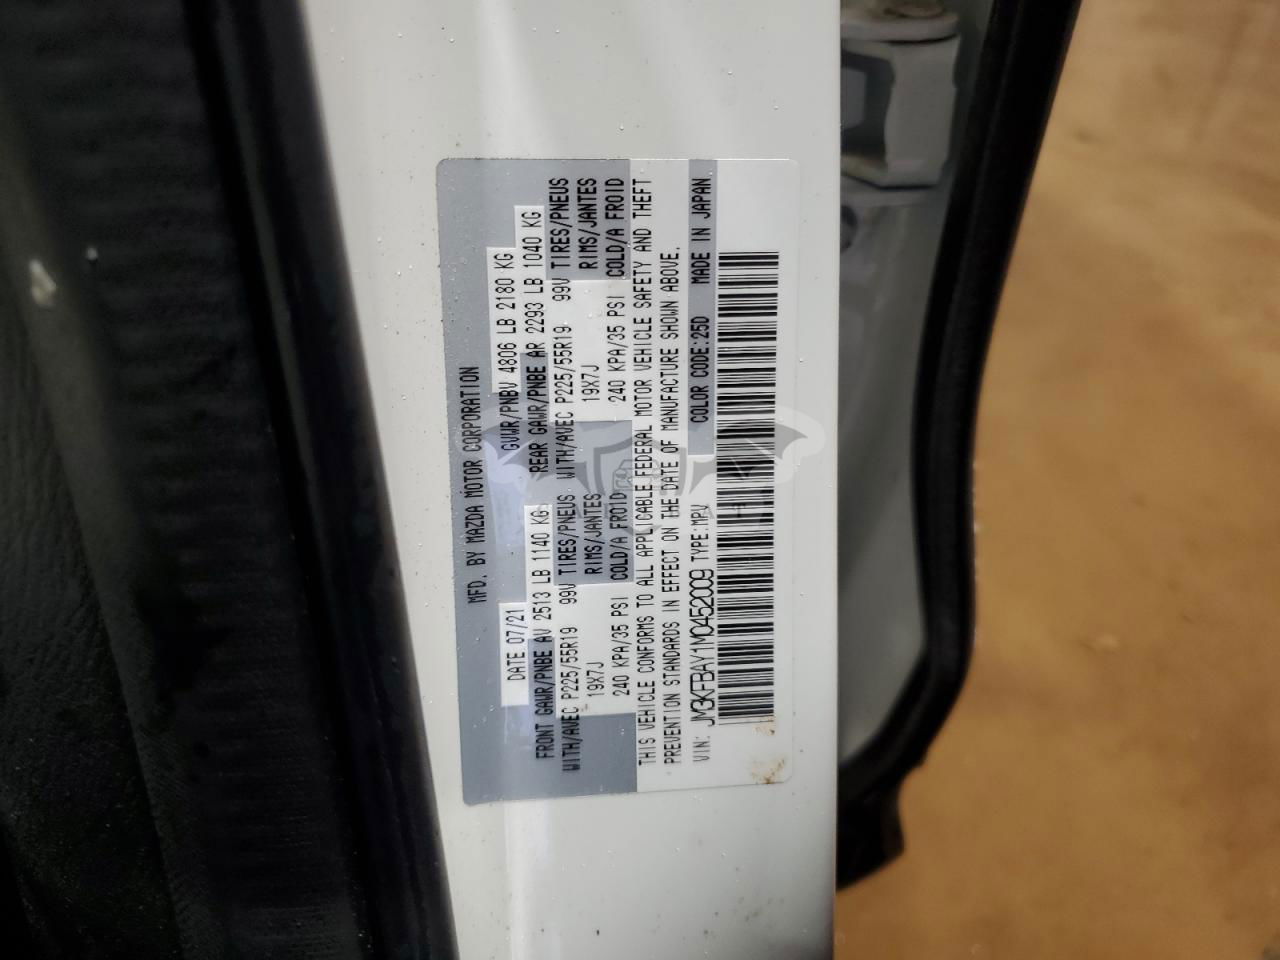 MFD. BY MAZDA MOTOR CORPORATION
DATE 07/21 GVWR/PNBV 4806 LB 2180 KG
FRONT GAWR/PNBE AV 2513 LB 1140 KG REAR GAWR/PNBE AR 2293 LB 1040 KG
WITH/AVEC P225/55R19 99V TIRES/PNEUS WITH/AVEC P225/55R19 99V TIRES/PNEUS
19X7J RIMS/JANTES 19X7J RIMS/JANTES
240 KPA/35 PSI COLD/A FROID 240 KPA/35 PSI COLD/A FROID
THIS VEHICLE CONFORMS TO ALL APPLICABLE FEDERAL MOTOR VEHICLE SAFETY AND THEFT
PREVENTION STANDARDS IN EFFECT ON THE DATE OF MANUFACTURE SHOWN ABOVE.
VIN: JM3KFBAY1M0452009 TYPE:MPV COLOR CODE:25D MADE IN JAPAN